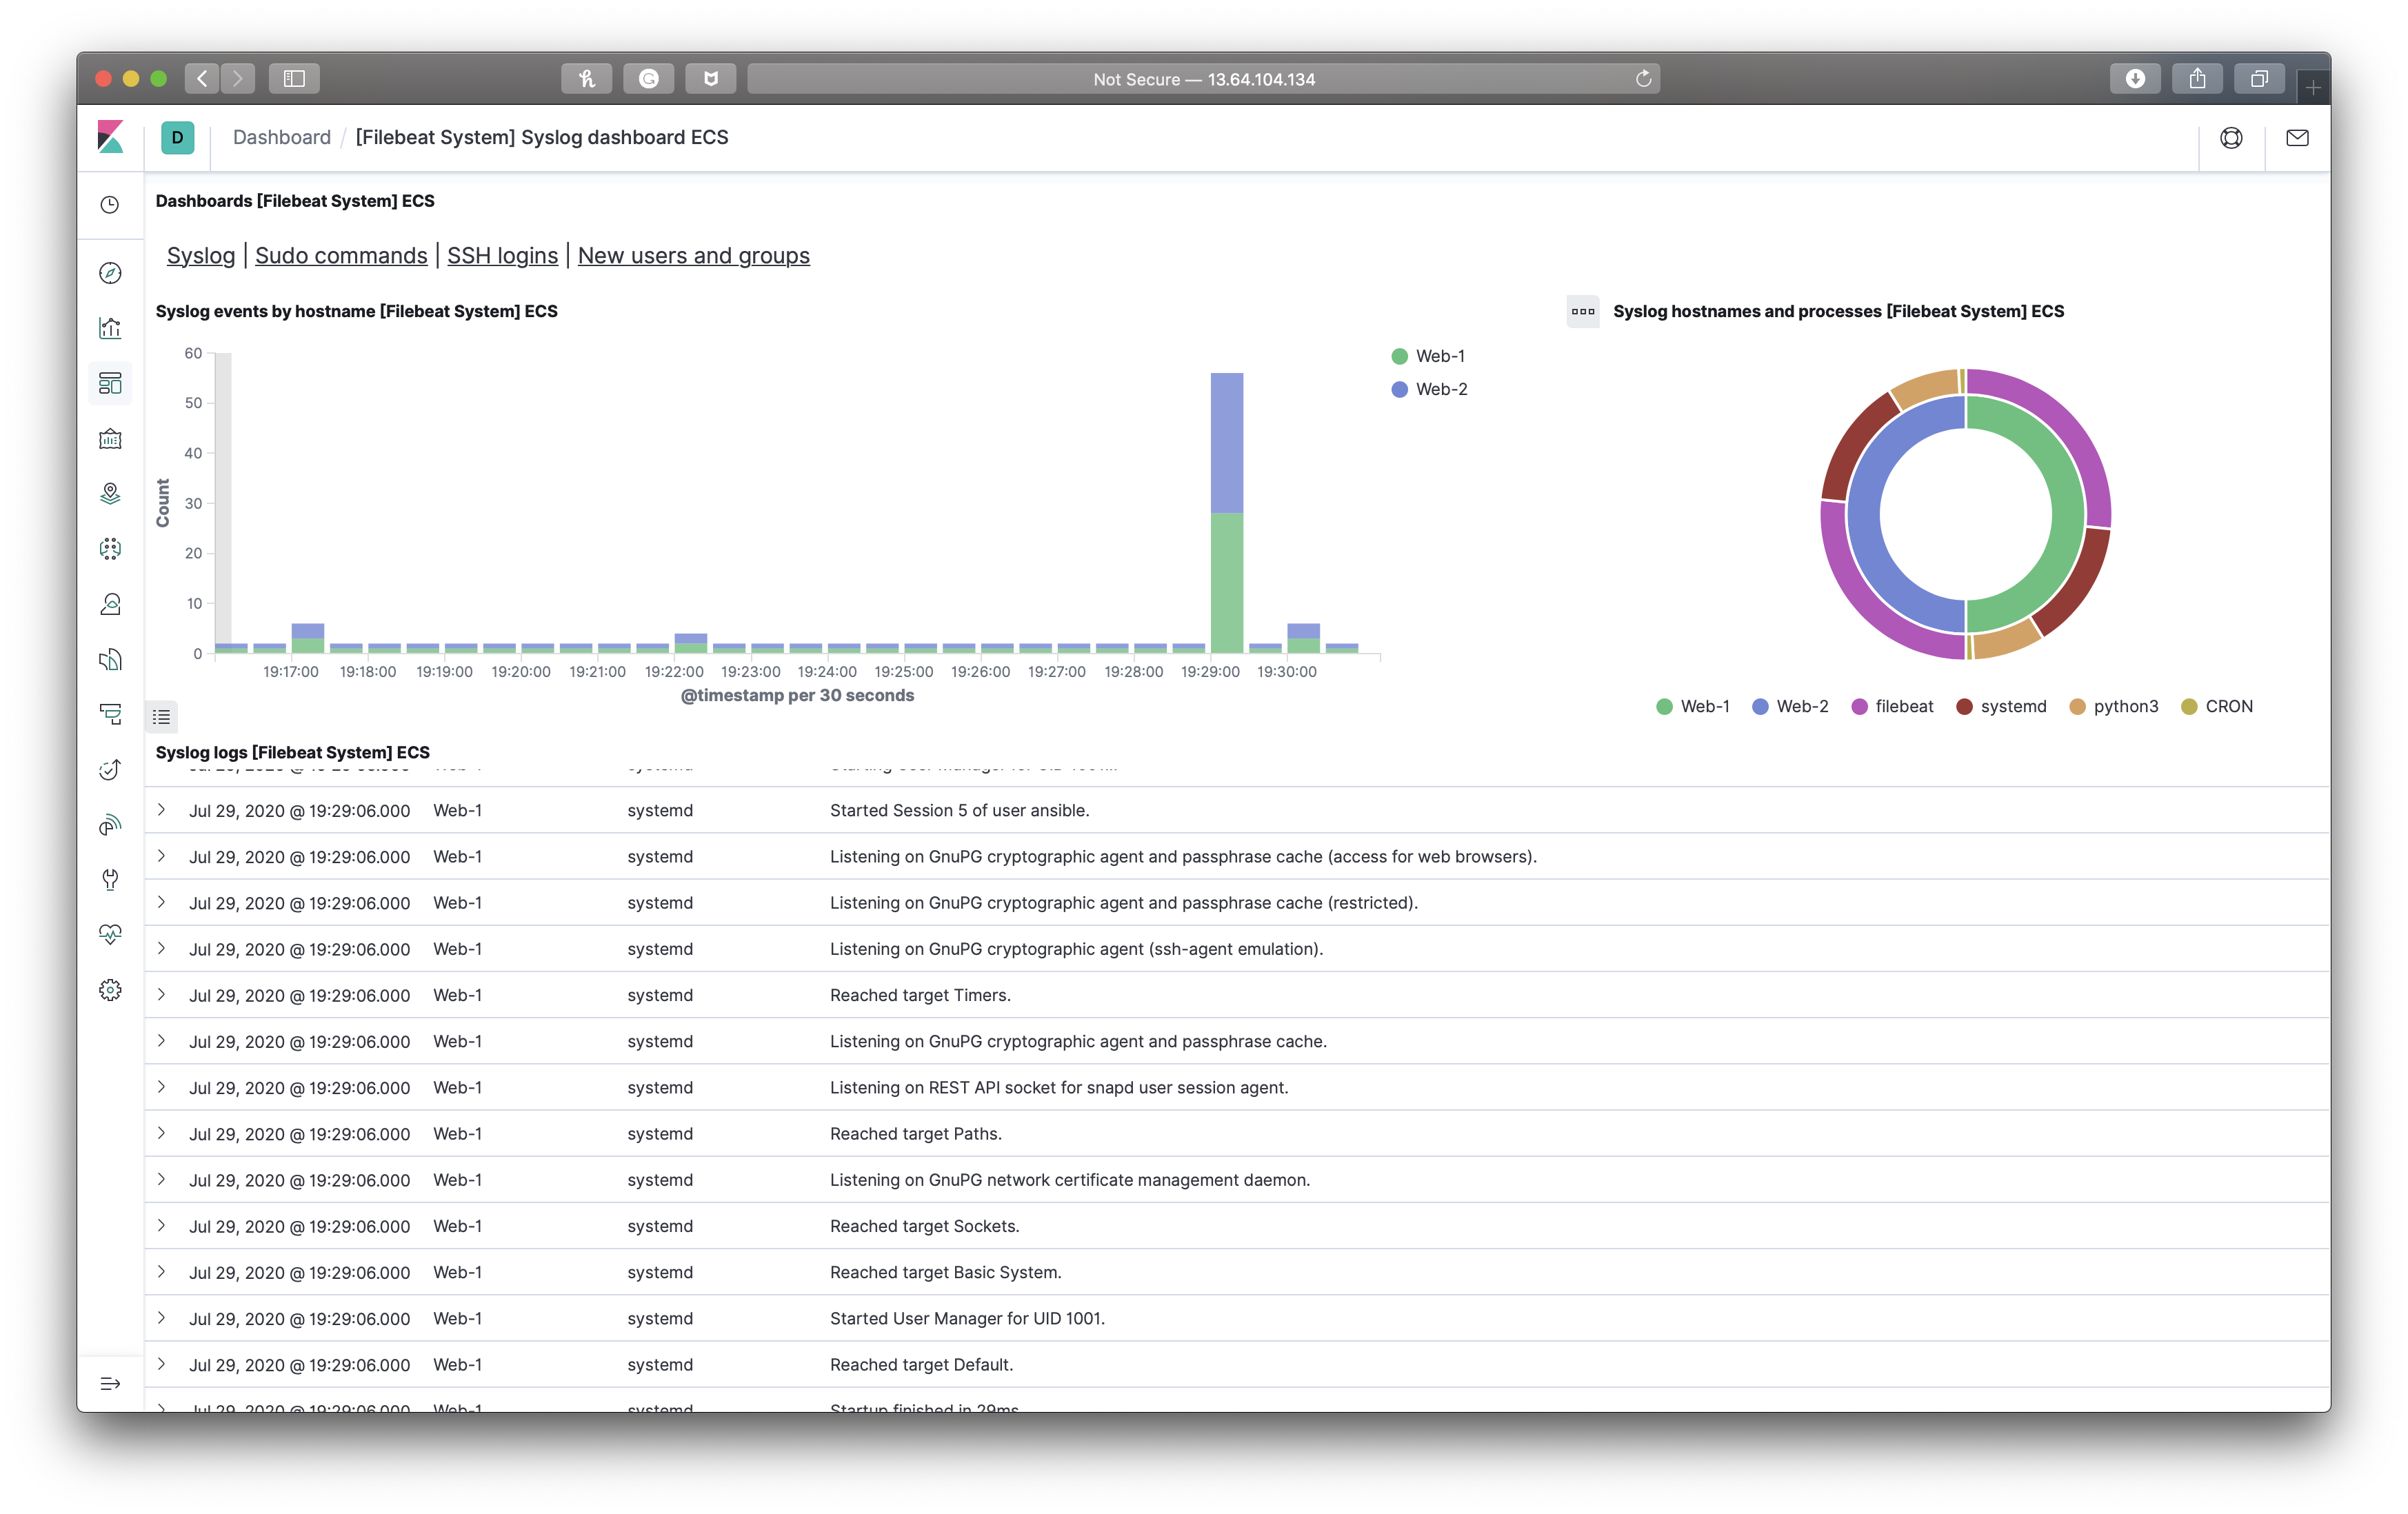 Not Secure — 13.64.104.134
D Dashboard / [Filebeat System] Syslog dashboard ECS
Dashboards [Filebeat System] ECS
Syslog | Sudo commands | SSH logins | New users and groups
Syslog events by hostname [Filebeat System] ECS
60
50
40
30
20
10
0
Count
19:17:00 19:18:00 19:19:00 19:20:00 19:21:00 19:22:00 19:23:00 19:24:00 19:25:00 19:26:00 19:27:00 19:28:00 19:29:00 19:30:00
@timestamp per 30 seconds
Web-1
Web-2
Syslog hostnames and processes [Filebeat System] ECS
Web-1 Web-2 filebeat systemd python3 CRON
Syslog logs [Filebeat System] ECS
Jul 29, 2020 @ 19:29:06.000 Web-1 systemd Started Session 5 of user ansible.
Jul 29, 2020 @ 19:29:06.000 Web-1 systemd Listening on GnuPG cryptographic agent and passphrase cache (access for web browsers).
Jul 29, 2020 @ 19:29:06.000 Web-1 systemd Listening on GnuPG cryptographic agent and passphrase cache (restricted).
Jul 29, 2020 @ 19:29:06.000 Web-1 systemd Listening on GnuPG cryptographic agent (ssh-agent emulation).
Jul 29, 2020 @ 19:29:06.000 Web-1 systemd Reached target Timers.
Jul 29, 2020 @ 19:29:06.000 Web-1 systemd Listening on GnuPG cryptographic agent and passphrase cache.
Jul 29, 2020 @ 19:29:06.000 Web-1 systemd Listening on REST API socket for snapd user session agent.
Jul 29, 2020 @ 19:29:06.000 Web-1 systemd Reached target Paths.
Jul 29, 2020 @ 19:29:06.000 Web-1 systemd Listening on GnuPG network certificate management daemon.
Jul 29, 2020 @ 19:29:06.000 Web-1 systemd Reached target Sockets.
Jul 29, 2020 @ 19:29:06.000 Web-1 systemd Reached target Basic System.
Jul 29, 2020 @ 19:29:06.000 Web-1 systemd Started User Manager for UID 1001.
Jul 29, 2020 @ 19:29:06.000 Web-1 systemd Reached target Default.
Jul 29, 2020 @ 19:29:06.000 Web-1 systemd Startup finished in 29ms.